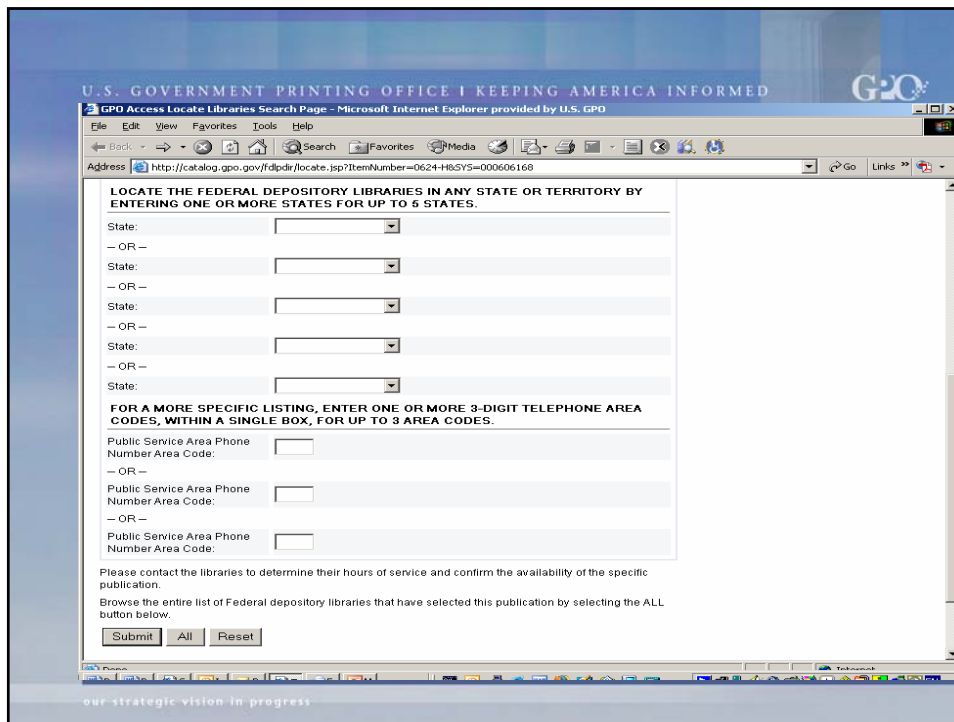 U.S. GOVERNMENT PRINTING OFFICE | KEEPING AMERICA INFORMED
GPO
GPO Access Locate Libraries Search Page - Microsoft Internet Explorer provided by U.S. GPO
File Edit View Favorites Tools Help
Back Search Favorites Media
Address http://catalog.gpo.gov/fdlpdir/locate.jsp?ItemNumber=0624-H&SYS=000606168 Go Links »
LOCATE THE FEDERAL DEPOSITORY LIBRARIES IN ANY STATE OR TERRITORY BY
ENTERING ONE OR MORE STATES FOR UP TO 5 STATES.
State:
— OR —
State:
— OR —
State:
— OR —
State:
— OR —
State:
FOR A MORE SPECIFIC LISTING, ENTER ONE OR MORE 3-DIGIT TELEPHONE AREA
CODES, WITHIN A SINGLE BOX, FOR UP TO 3 AREA CODES.
Public Service Area Phone
Number Area Code:
— OR —
Public Service Area Phone
Number Area Code:
— OR —
Public Service Area Phone
Number Area Code:
Please contact the libraries to determine their hours of service and confirm the availability of the specific
publication.
Browse the entire list of Federal depository libraries that have selected this publication by selecting the ALL
button below.
Submit All Reset
Done Internet
our strategic vision in progress